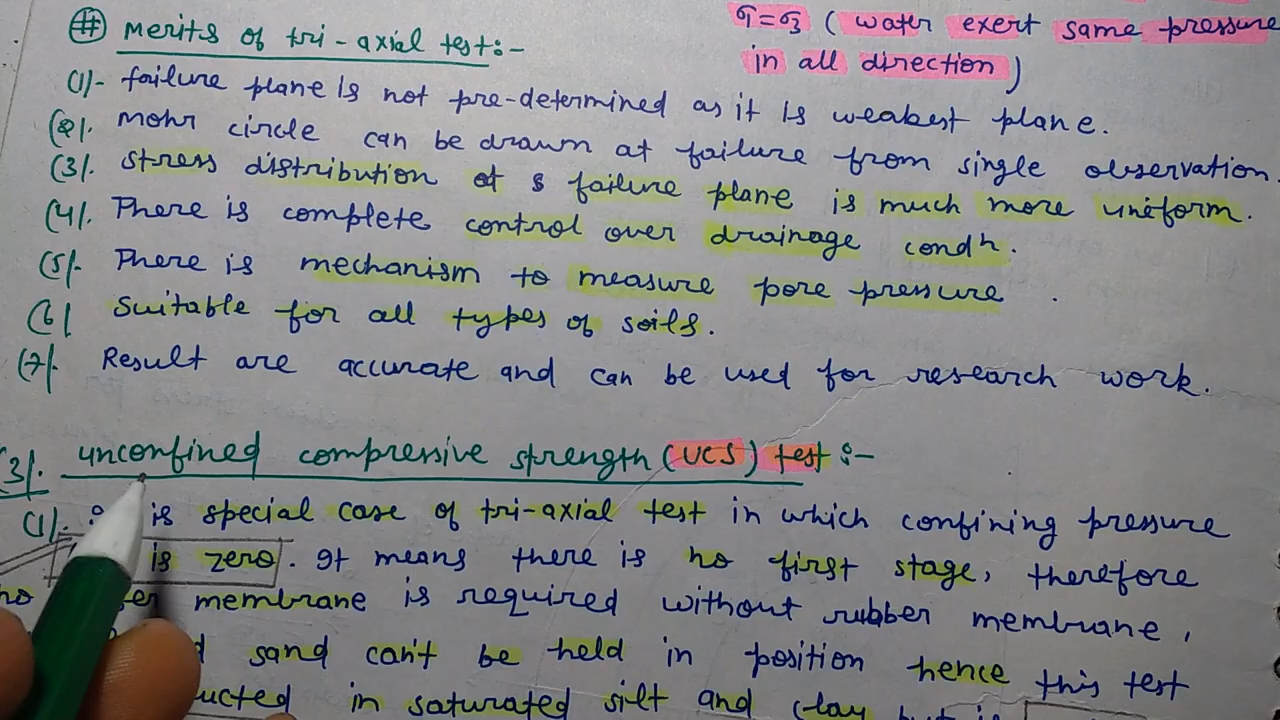 σ1=σ3 ( water exert same pressure
in all direction )
# Merits of tri-axial test:-
(1)- failure plane is not pre-determined as it is weakest plane.
(2). Mohr circle can be drawn at failure from single observation.
(3). stress distribution at s failure plane is much more uniform.
(4). There is complete control over drainage condn.
(5). There is mechanism to measure pore pressure .
(6) Suitable for all types of soils.
(7). Result are accurate and can be used for research work.
(3). unconfined compressive strength (UCS) test :-
(1). is special case of tri-axial test in which confining pressure
is zero. It means there is no first stage, therefore
no membrane is required without rubber membrane,
sand can't be held in position hence this test
in saturated silt and clay but is